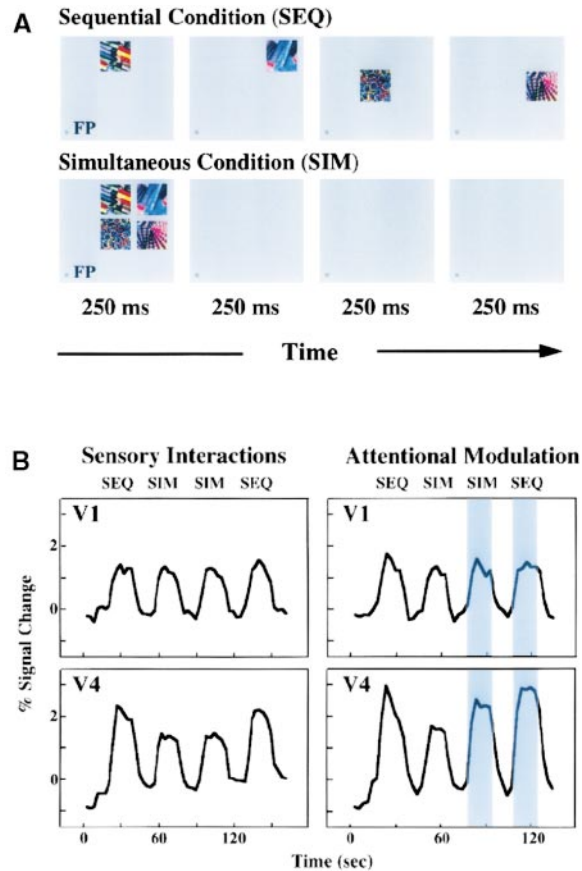 A
Sequential Condition (SEQ)
FP
Simultaneous Condition (SIM)
FP
250 ms 250 ms 250 ms 250 ms
Time
B
Sensory Interactions Attentional Modulation
SEQ SIM SIM SEQ SEQ SIM SIM SEQ
V1 V1
2
0
V4 V4
2
0
% Signal Change
0 60 120 0 60 120
Time (sec)